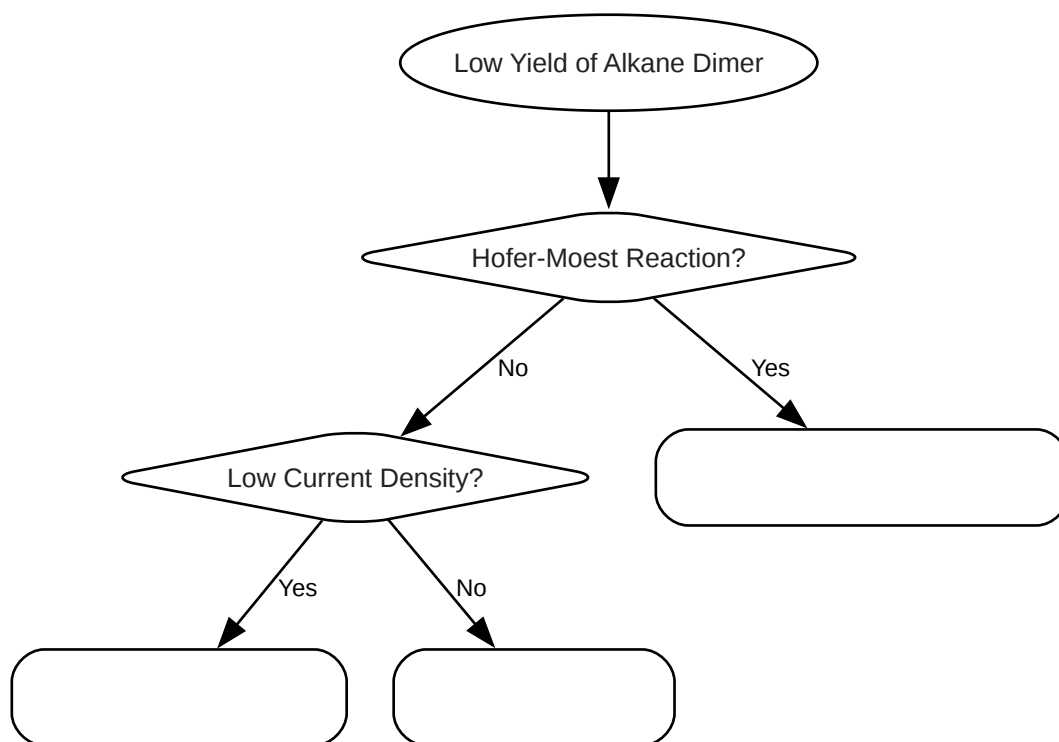 Low Yield of Alkane Dimer
Hofer-Moest Reaction?
No
Yes
Low Current Density?
Yes
No